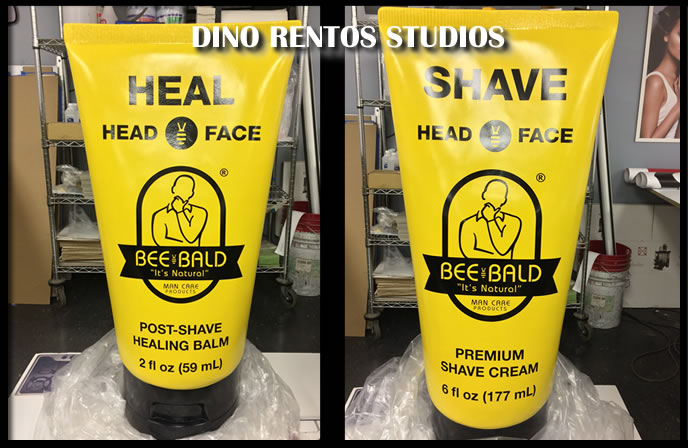 DINO RENTOS STUDIOS
HEAL
HEAD FACE
®
BEE THE BALD
"It's Natural"
MAN CARE
PRODUCTS
POST-SHAVE
HEALING BALM
2 fl oz (59 mL)
SHAVE
HEAD FACE
®
BEE BALD
"It's Natural"
MAN CARE
PRODUCTS
PREMIUM
SHAVE CREAM
6 fl oz (177 mL)